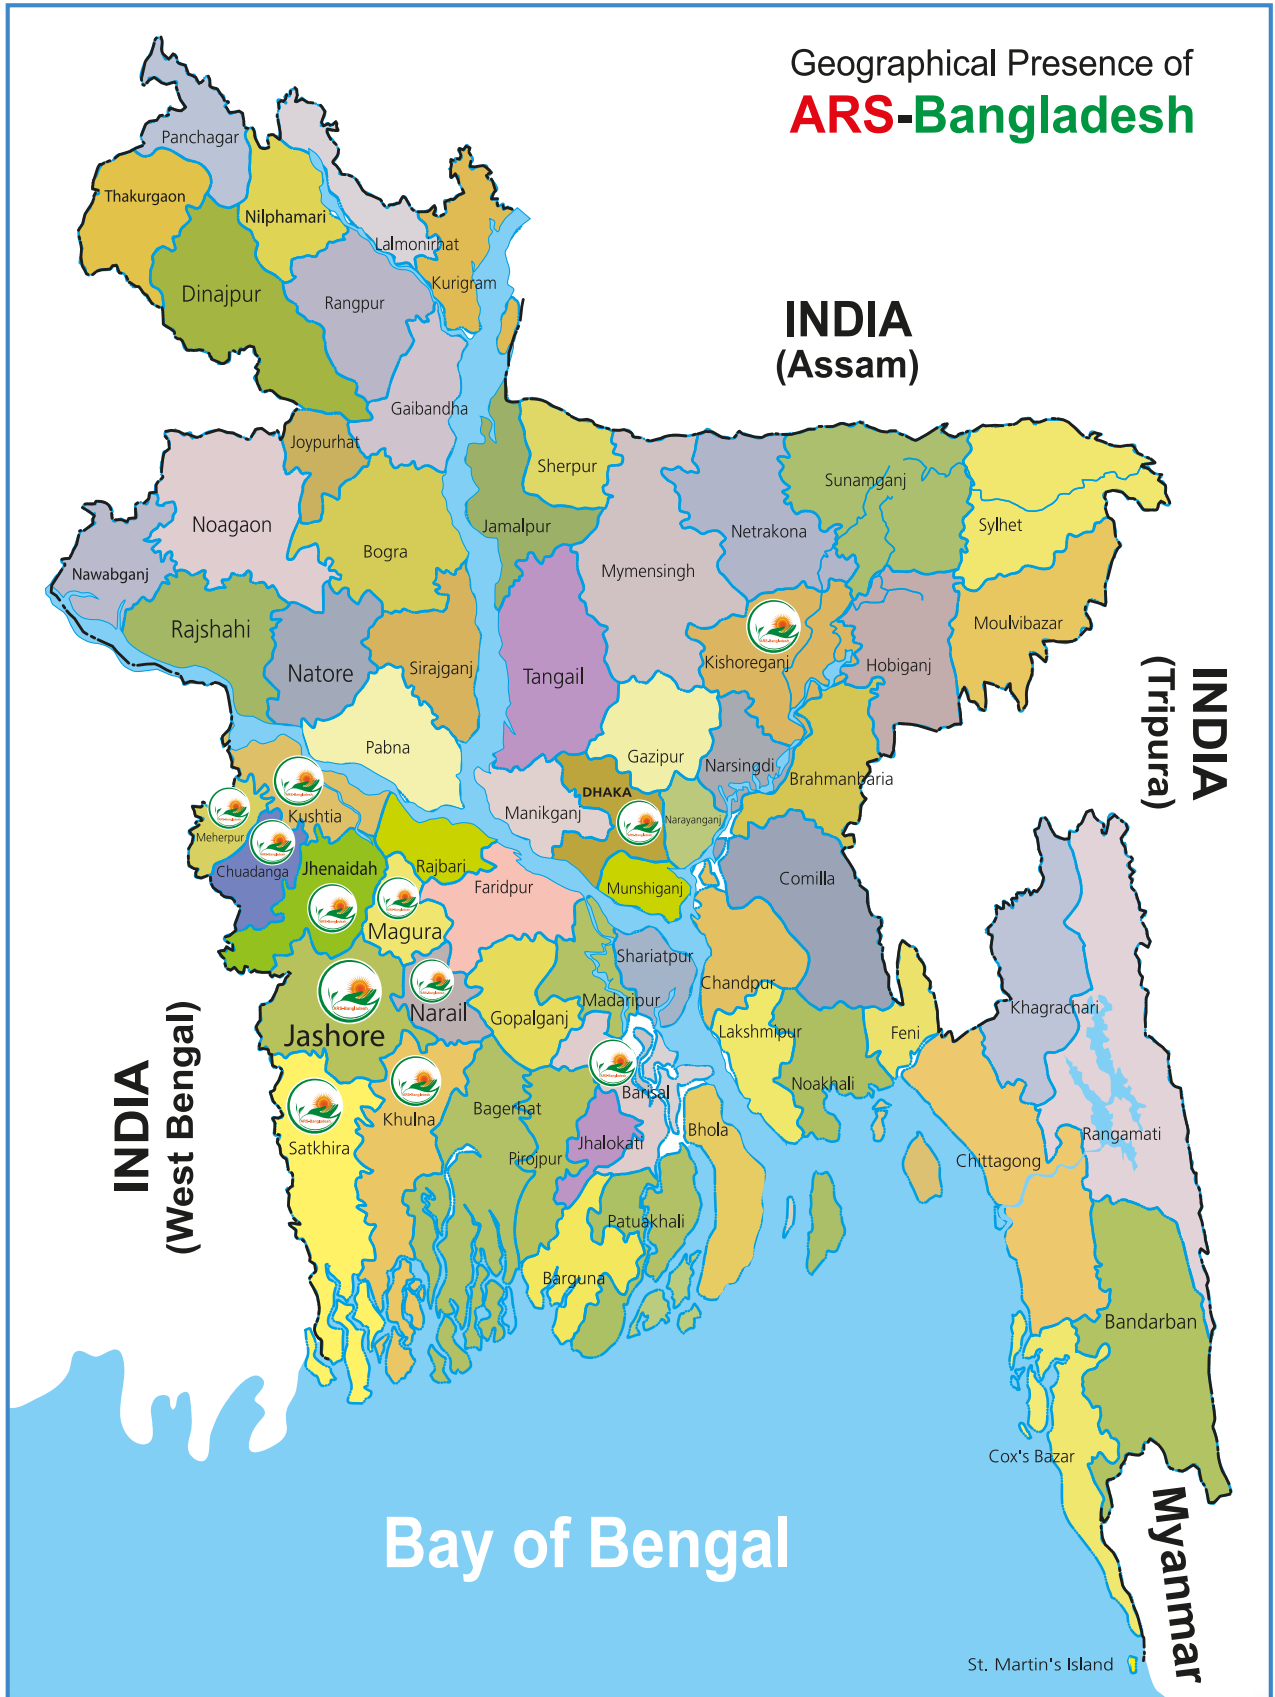 Geographical Presence of
ARS-Bangladesh
Panchagar
Thakurgaon
Nilphamari
Lalmonirhat
Kurigram
Dinajpur
Rangpur
INDIA
(Assam)
Gaibandha
Joypurhat
Sherpur
Sunamganj
Noagaon
Jamalpur
Netrakona
Sylhet
Bogra
Nawabganj
Mymensingh
Rajshahi
Moulvibazar
Kishoreganj
Hobiganj
Natore
Sirajganj
Tangail
INDIA
(Tripura)
Pabna
Gazipur
Narsingdi
Brahmanbaria
DHAKA
Manikganj
Narayanganj
Kushtia
Meherpur
Chuadanga
Jhenaidah
Rajbari
Faridpur
Munshiganj
Comilla
Magura
Shariatpur
Chandpur
Madaripur
Khagrachari
Narail
Gopalganj
Jashore
Lakshmipur
Feni
Noakhali
INDIA
(West Bengal)
Barisal
Bagerhat
Khulna
Bhola
Jhalokati
Rangamati
Satkhira
Pirojpur
Chittagong
Patuakhali
Barguna
Bandarban
Cox's Bazar
Bay of Bengal
Myanmar
St. Martin's Island